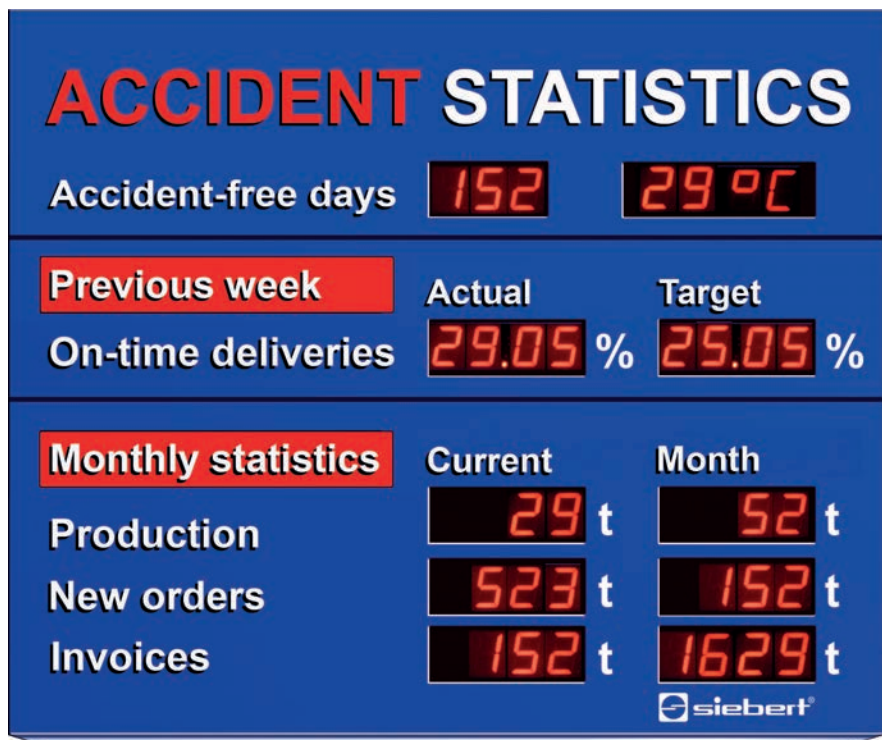 ACCIDENT STATISTICS
Accident-free days 152 29 °C
Previous week Actual Target
On-time deliveries 29.05 % 25.05 %
Monthly statistics Current Month
Production 29 t 52 t
New orders 523 t 152 t
Invoices 152 t 1629 t
siebert®